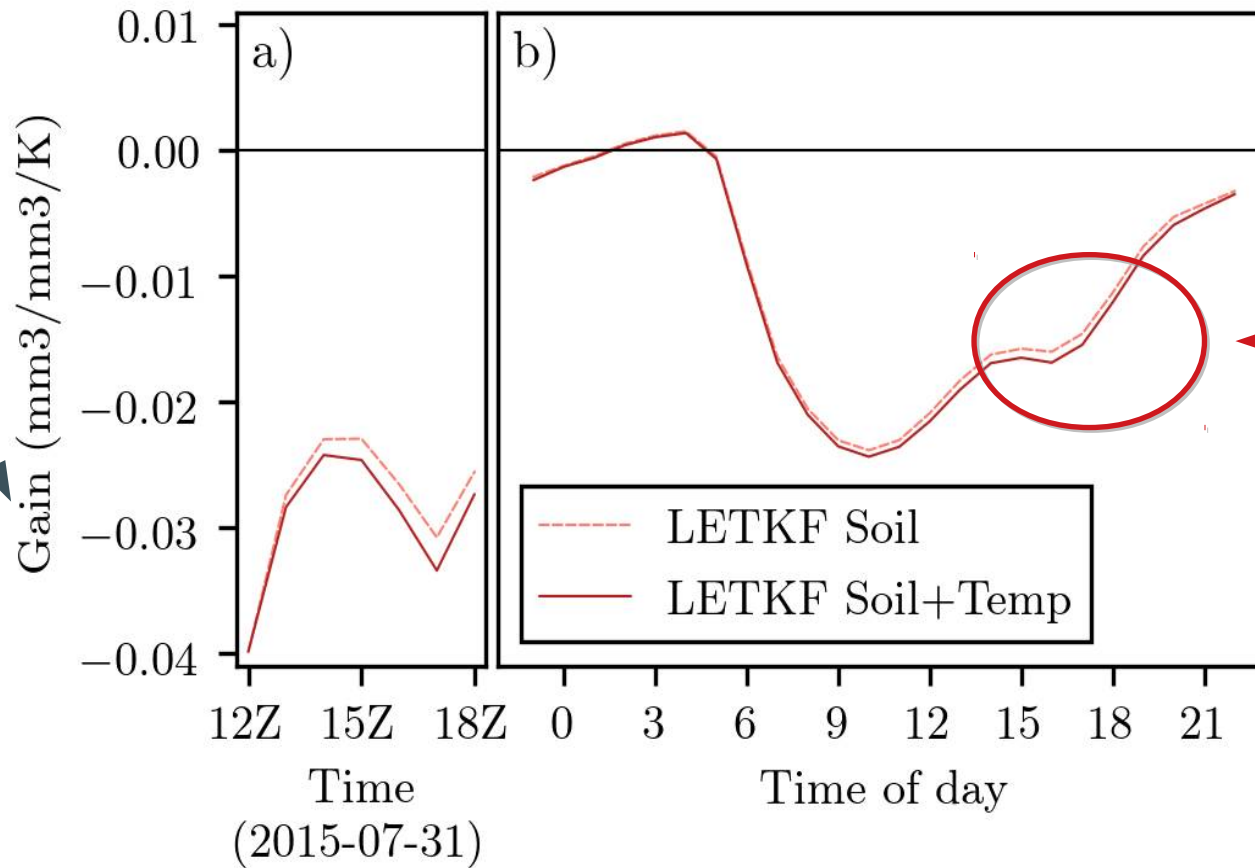 a)
b)
0.01
0.00
−0.01
−0.02
−0.03
−0.04
Gain (mm3/mm3/K)
LETKF Soil
LETKF Soil+Temp
12Z 15Z 18Z
0 3 6 9 12 15 18 21
Time
(2015-07-31)
Time of day